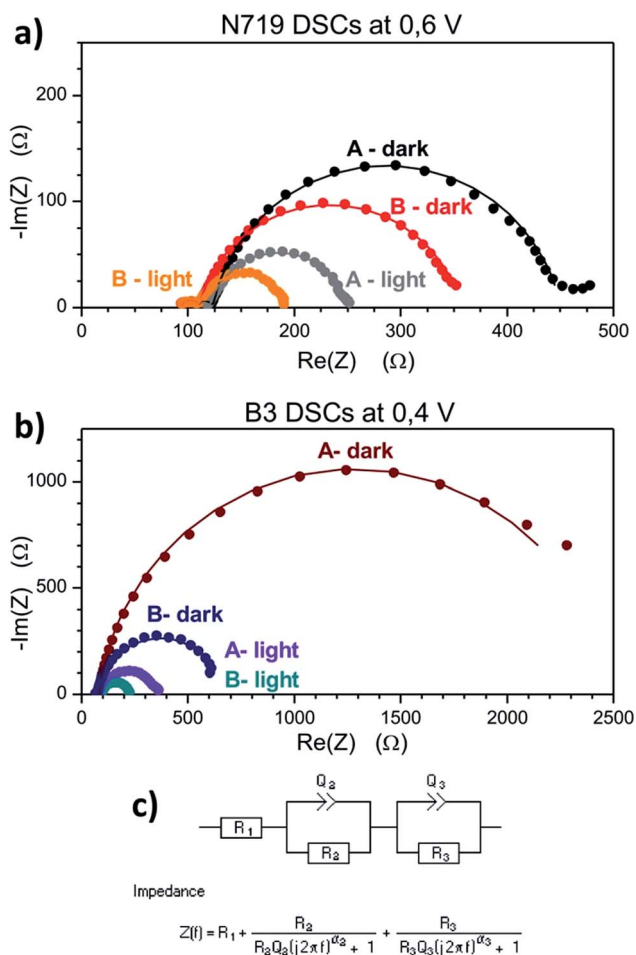 a)
N719 DSCs at 0,6 V
-Im(Z) (Ω)
200
100
0
A - dark
B - dark
B - light
A - light
0 100 200 300 400 500
Re(Z) (Ω)
b)
B3 DSCs at 0,4 V
-Im(Z) (Ω)
1000
500
0
A- dark
B- dark
A- light
B- light
0 500 1000 1500 2000 2500
Re(Z) (Ω)
c)
Q2 Q3
R1 R2 R3
Impedance
Z(f) = R1 + R2 / (R2Q2(j2πf)^α2 + 1) + R3 / (R3Q3(j2πf)^α3 + 1)